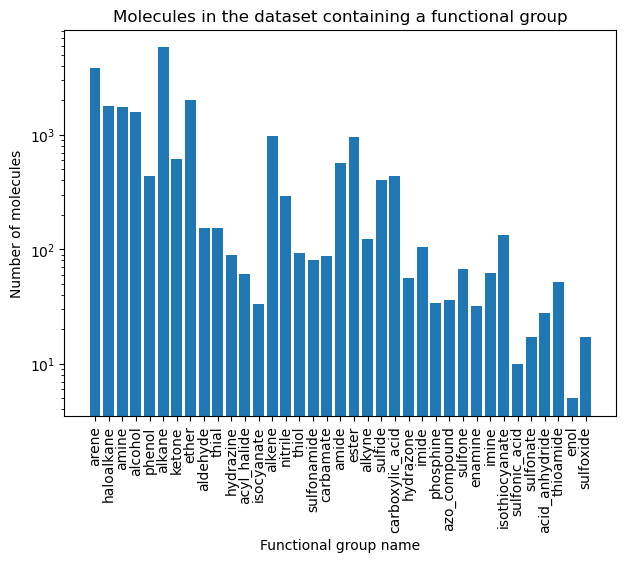 Molecules in the dataset containing a functional group
Number of molecules
10³
10²
10¹
arene
haloalkane
amine
alcohol
phenol
alkane
ketone
ether
aldehyde
thial
hydrazine
acyl_halide
isocyanate
alkene
nitrile
thiol
sulfonamide
carbamate
amide
ester
alkyne
sulfide
carboxylic_acid
hydrazone
imide
phosphine
azo_compound
sulfone
enamine
imine
isothiocyanate
sulfonic_acid
sulfonate
acid_anhydride
thioamide
enol
sulfoxide
Functional group name